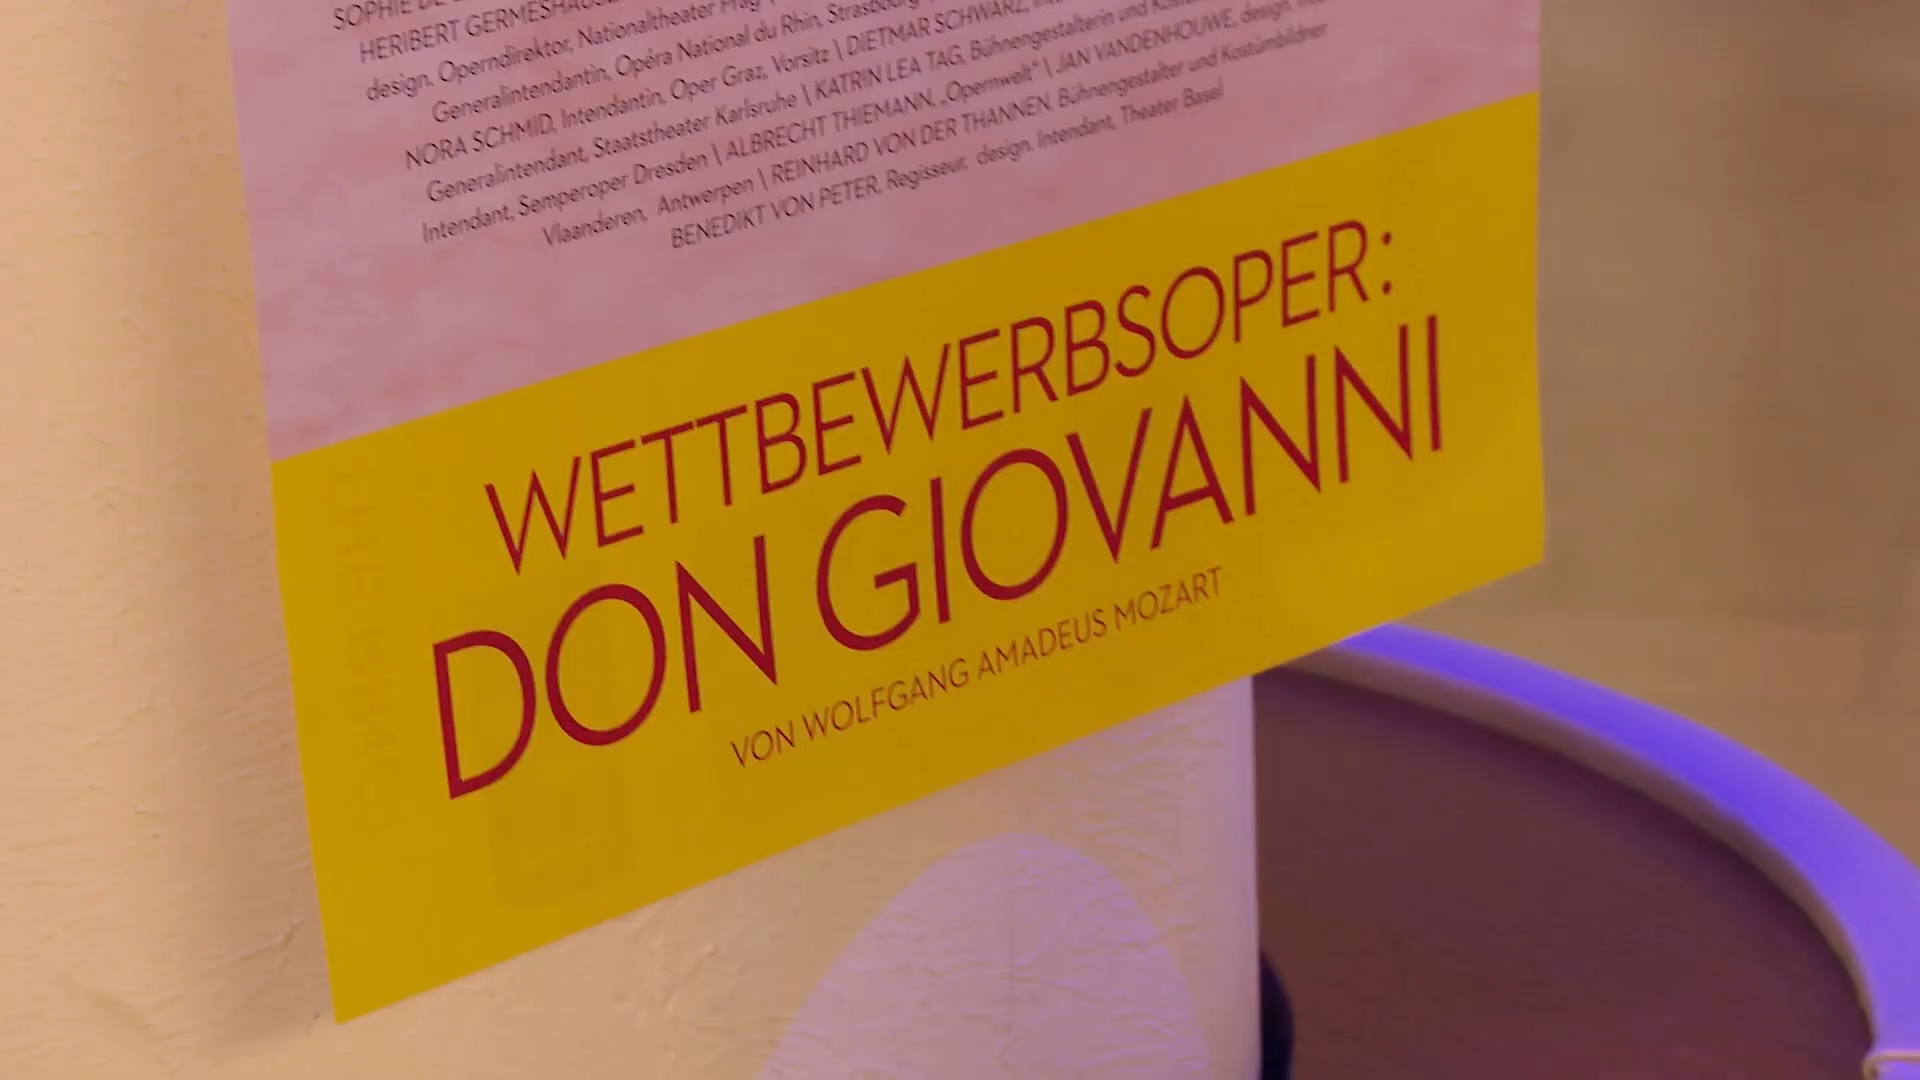 SOPHIE DE
HERIBERT GERMESHAUSEN
design. Operndirektor, Nationaltheater Prag
Generalintendantin, Opéra National du Rhin, Strasbourg
NORA SCHMID, Intendantin, Oper Graz, Vorsitz \ DIETMAR SCHWARZ,
Generalintendant, Staatstheater Karlsruhe \ KATRIN LEA TAG, Bühnengestalterin und
Intendant, Semperoper Dresden \ ALBRECHT THIEMANN, „Opernwelt“ \ JAN VANDENHOUWE, design.
Vlaanderen, Antwerpen \ REINHARD VON DER THANNEN, Bühnengestalter und Kostümbildner
BENEDIKT VON PETER, Regisseur, design. Intendant, Theater Basel
WETTBEWERBSOPER:
DON GIOVANNI
VON WOLFGANG AMADEUS MOZART